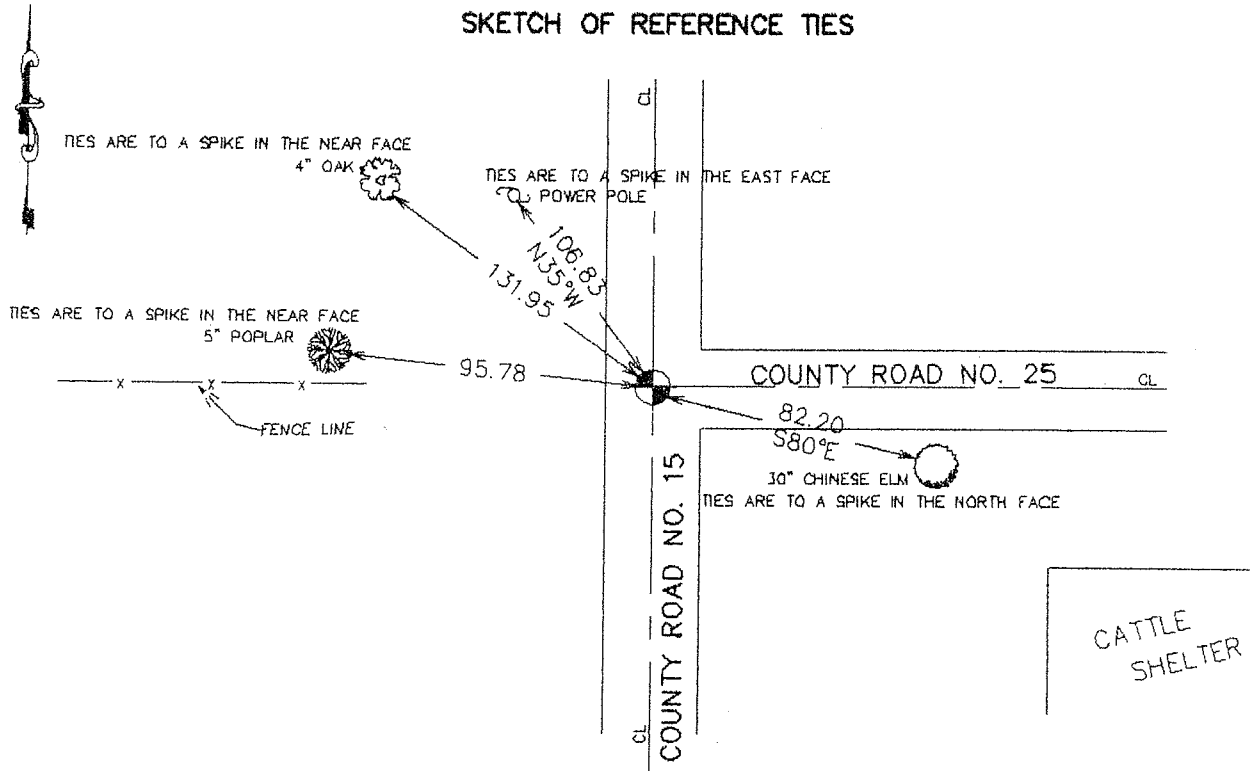 SKETCH OF REFERENCE TIES
CL
TIES ARE TO A SPIKE IN THE NEAR FACE
4" OAK
TIES ARE TO A SPIKE IN THE EAST FACE
POWER POLE
106.83
N35°W
131.95
TIES ARE TO A SPIKE IN THE NEAR FACE
5" POPLAR
95.78
COUNTY ROAD NO. 25
CL
x x x
FENCE LINE
82.20
S80°E
30" CHINESE ELM
TIES ARE TO A SPIKE IN THE NORTH FACE
COUNTY ROAD NO. 15
CL
CATTLE
SHELTER